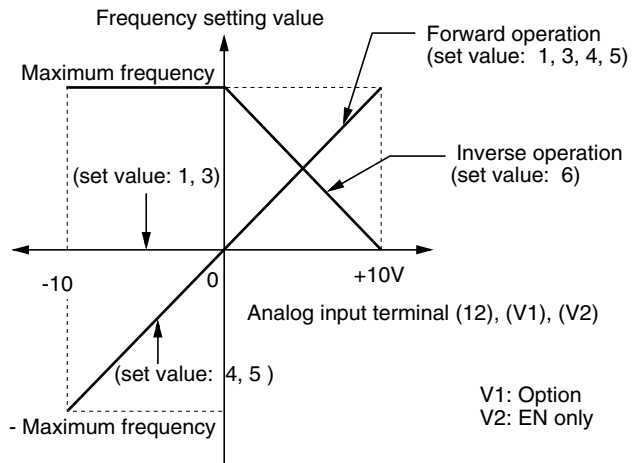 Frequency setting value
Forward operation
(set value: 1, 3, 4, 5)
Maximum frequency
Inverse operation
(set value: 6)
(set value: 1, 3)
-10
0
+10V
Analog input terminal (12), (V1), (V2)
(set value: 4, 5 )
V1: Option
V2: EN only
- Maximum frequency